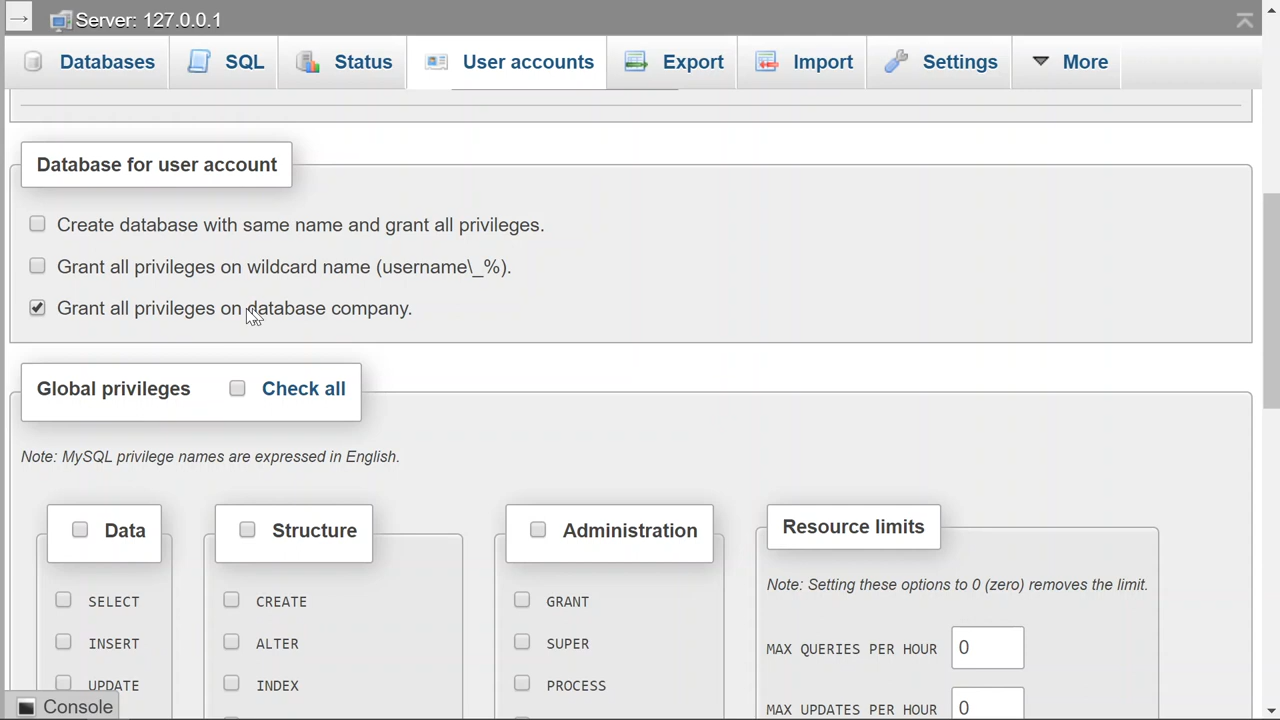 Server: 127.0.0.1
Databases SQL Status User accounts Export Import Settings More
Database for user account
Create database with same name and grant all privileges.
Grant all privileges on wildcard name (username\_%).
Grant all privileges on database company.
Global privileges Check all
Note: MySQL privilege names are expressed in English.
Data Structure Administration Resource limits
Note: Setting these options to 0 (zero) removes the limit.
SELECT CREATE GRANT
INSERT ALTER SUPER MAX QUERIES PER HOUR 0
UPDATE INDEX PROCESS
MAX UPDATES PER HOUR 0
Console